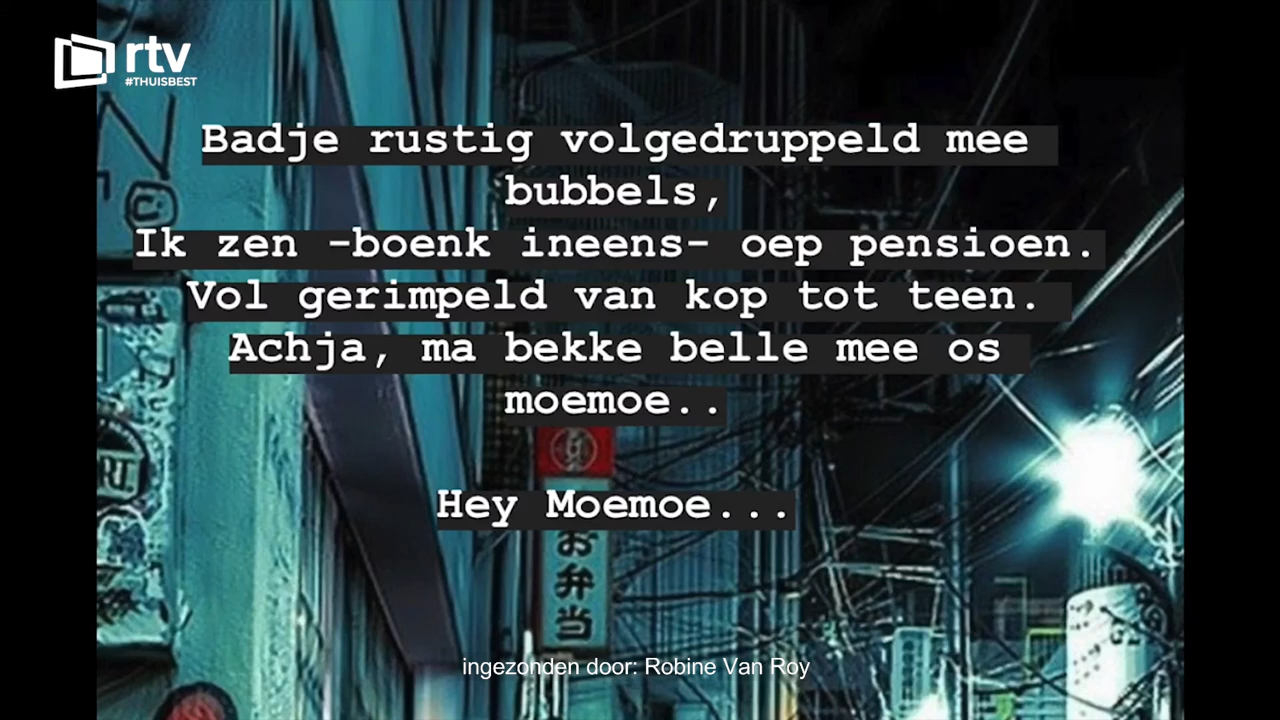 rtv
#THUISBEST
Badje rustig volgedruppeld mee
bubbels,
Ik zen -boenk ineens- oep pensioen.
Vol gerimpeld van kop tot teen.
Achja, ma bekke belle mee os
moemoe..
Hey Moemoe...
お弁当
ingezonden door: Robine Van Roy